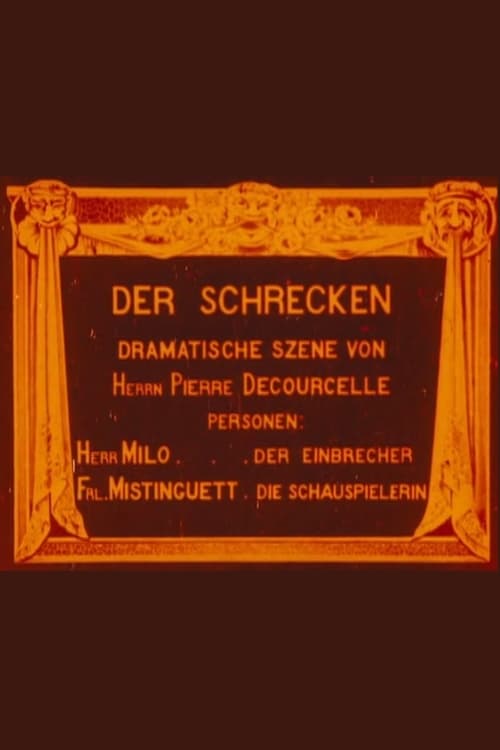 DER SCHRECKEN
DRAMATISCHE SZENE VON
HERRN PIERRE DECOURCELLE
PERSONEN:
HERR MILO . . . DER EINBRECHER
FRL. MISTINGUETT . DIE SCHAUSPIELERIN